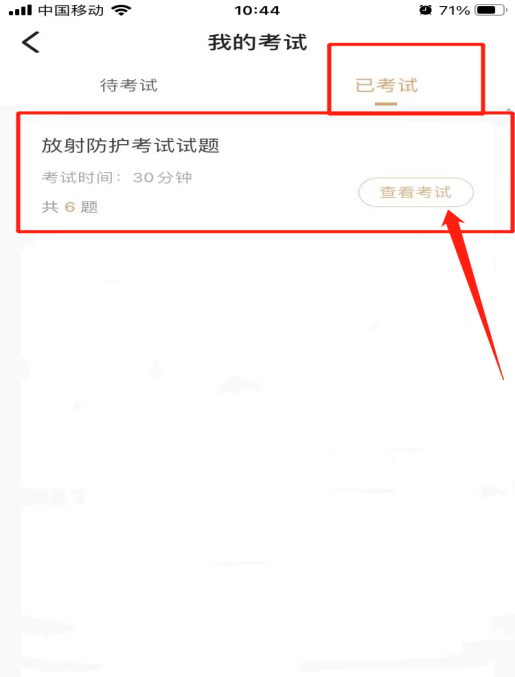 中国移动 10:44 71%
我的考试
待考试 已考试
放射防护考试试题
考试时间：30分钟
查看考试
共 6 题